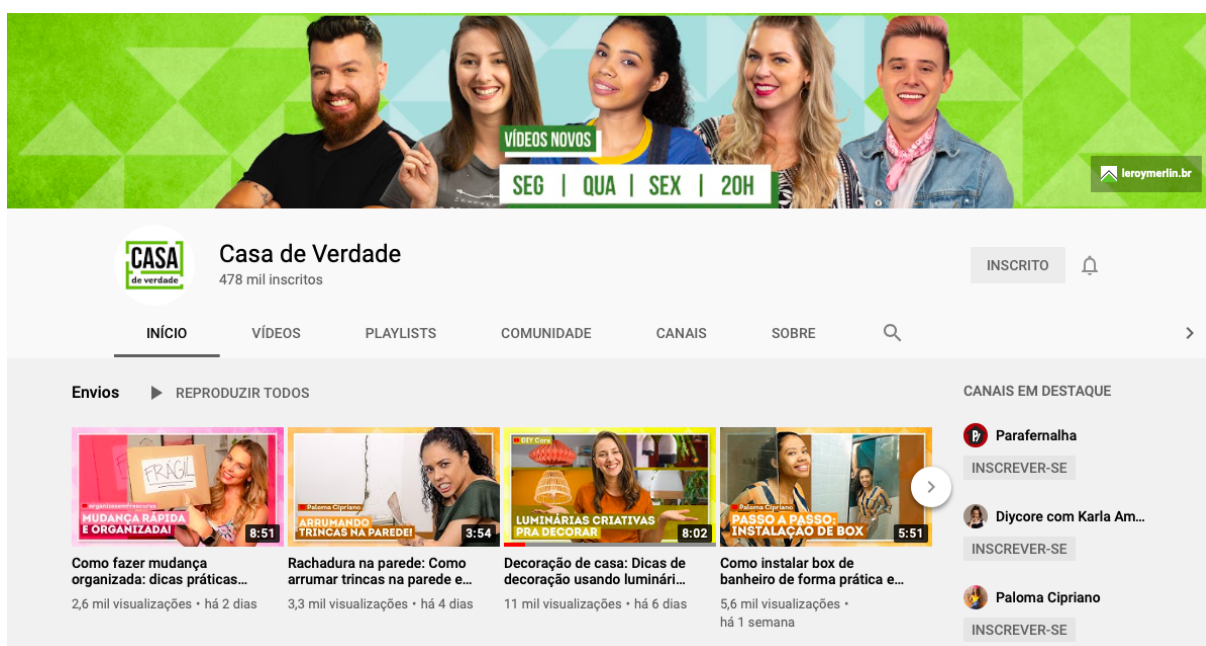 VÍDEOS NOVOS
SEG | QUA | SEX | 20H
leroymerlin.br
CASA
de verdade
Casa de Verdade
478 mil inscritos
INSCRITO
INÍCIO
VÍDEOS
PLAYLISTS
COMUNIDADE
CANAIS
SOBRE
Envios
REPRODUZIR TODOS
FRÁGIL
MUDANÇA RÁPIDA
E ORGANIZADA!
8:51
Como fazer mudança
organizada: dicas práticas...
2,6 mil visualizações • há 2 dias
Paloma Cipriano
ARRUMANDO
TRINCAS NA PAREDE!
3:54
Rachadura na parede: Como
arrumar trincas na parede e...
3,3 mil visualizações • há 4 dias
DIY Core
LUMINÁRIAS CRIATIVAS
PRA DECORAR
8:02
Decoração de casa: Dicas de
decoração usando luminári...
11 mil visualizações • há 6 dias
Paloma Cipriano
PASSO A PASSO:
INSTALAÇÃO DE BOX
5:51
Como instalar box de
banheiro de forma prática e...
5,6 mil visualizações •
há 1 semana
CANAIS EM DESTAQUE
Parafernalha
INSCREVER-SE
Diycore com Karla Am...
INSCREVER-SE
Paloma Cipriano
INSCREVER-SE